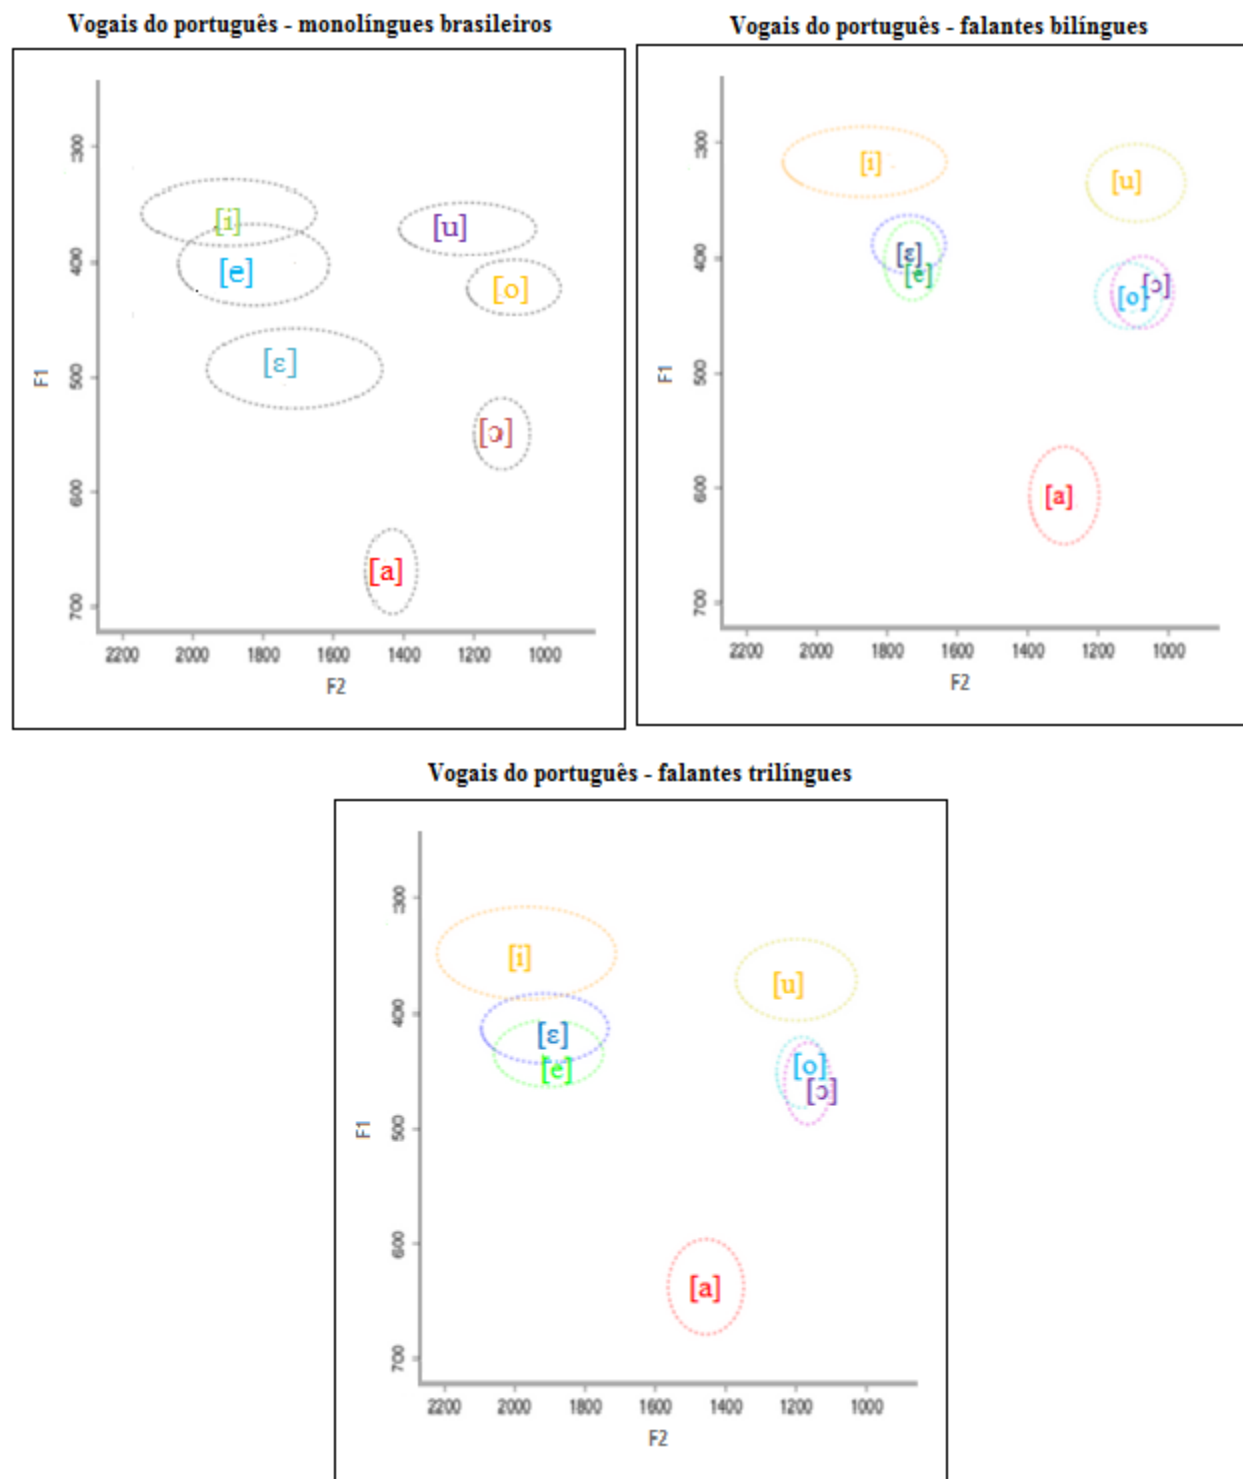 Vogais do português - monolíngues brasileiros
300
400
500
600
700
F1
[i]
[e]
[ɛ]
[u]
[o]
[ɔ]
[a]
2200 2000 1800 1600 1400 1200 1000
F2
Vogais do português - falantes bilíngues
300
400
500
600
700
F1
[i]
[ɛ]
[e]
[u]
[o]
[ɔ]
[a]
2200 2000 1800 1600 1400 1200 1000
F2
Vogais do português - falantes trilíngues
300
400
500
600
700
F1
[i]
[ɛ]
[e]
[u]
[o]
[ɔ]
[a]
2200 2000 1800 1600 1400 1200 1000
F2